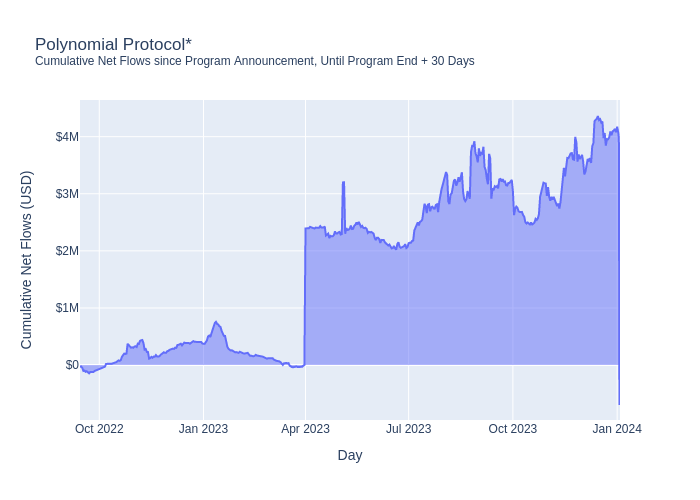 Polynomial Protocol*
Cumulative Net Flows since Program Announcement, Until Program End + 30 Days
Cumulative Net Flows (USD)
$4M
$3M
$2M
$1M
$0
Oct 2022
Jan 2023
Apr 2023
Jul 2023
Oct 2023
Jan 2024
Day